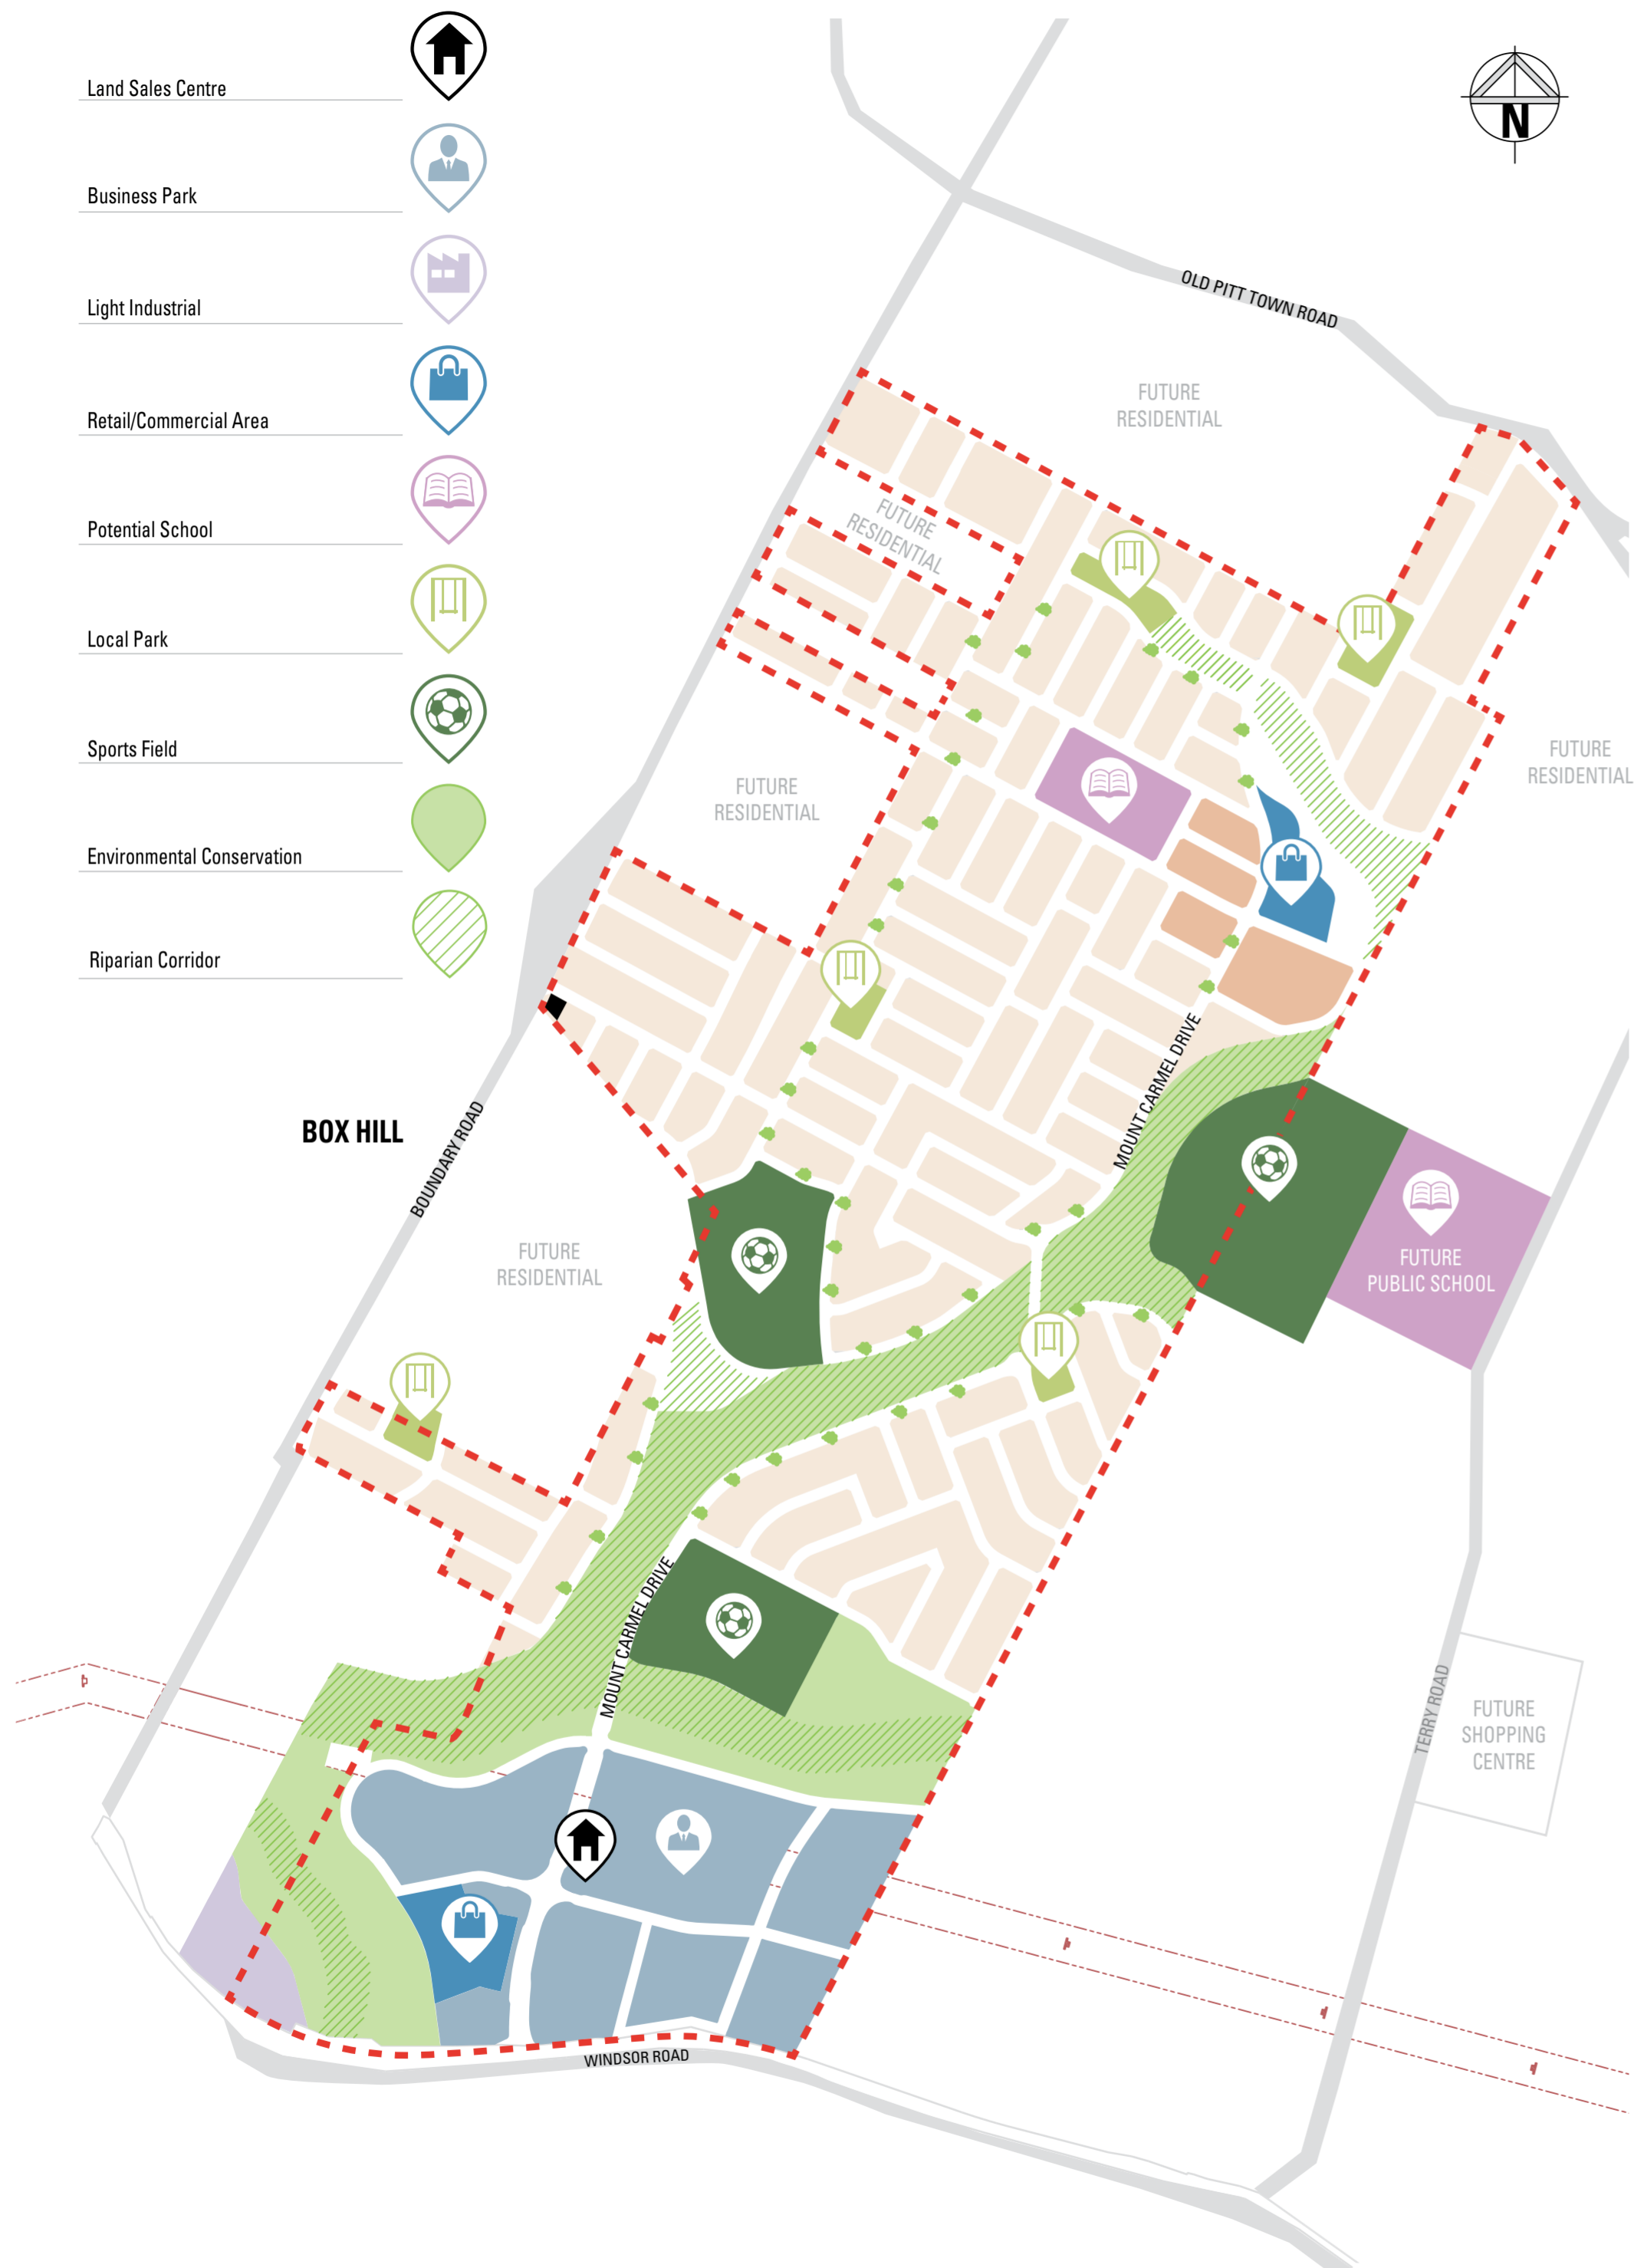 Land Sales Centre
Business Park
Light Industrial
Retail/Commercial Area
Potential School
Local Park
Sports Field
Environmental Conservation
Riparian Corridor
N
OLD PITT TOWN ROAD
FUTURE
RESIDENTIAL
FUTURE
RESIDENTIAL
FUTURE
RESIDENTIAL
FUTURE
RESIDENTIAL
MOUNT CARMEL DRIVE
BOX HILL
BOUNDARY ROAD
FUTURE
RESIDENTIAL
FUTURE
PUBLIC SCHOOL
MOUNT CARMEL DRIVE
TERRY ROAD
FUTURE
SHOPPING
CENTRE
WINDSOR ROAD